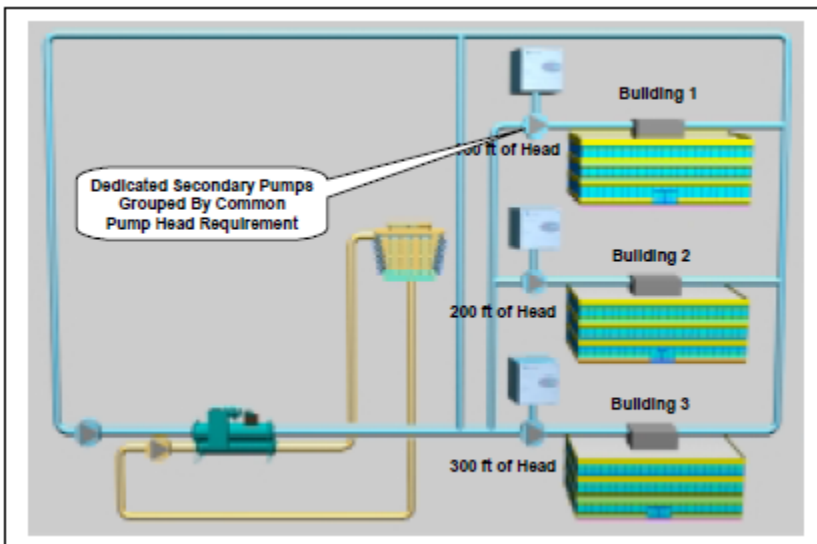 Building 1
00 ft of Head
Dedicated Secondary Pumps
Grouped By Common
Pump Head Requirement
Building 2
200 ft of Head
Building 3
300 ft of Head